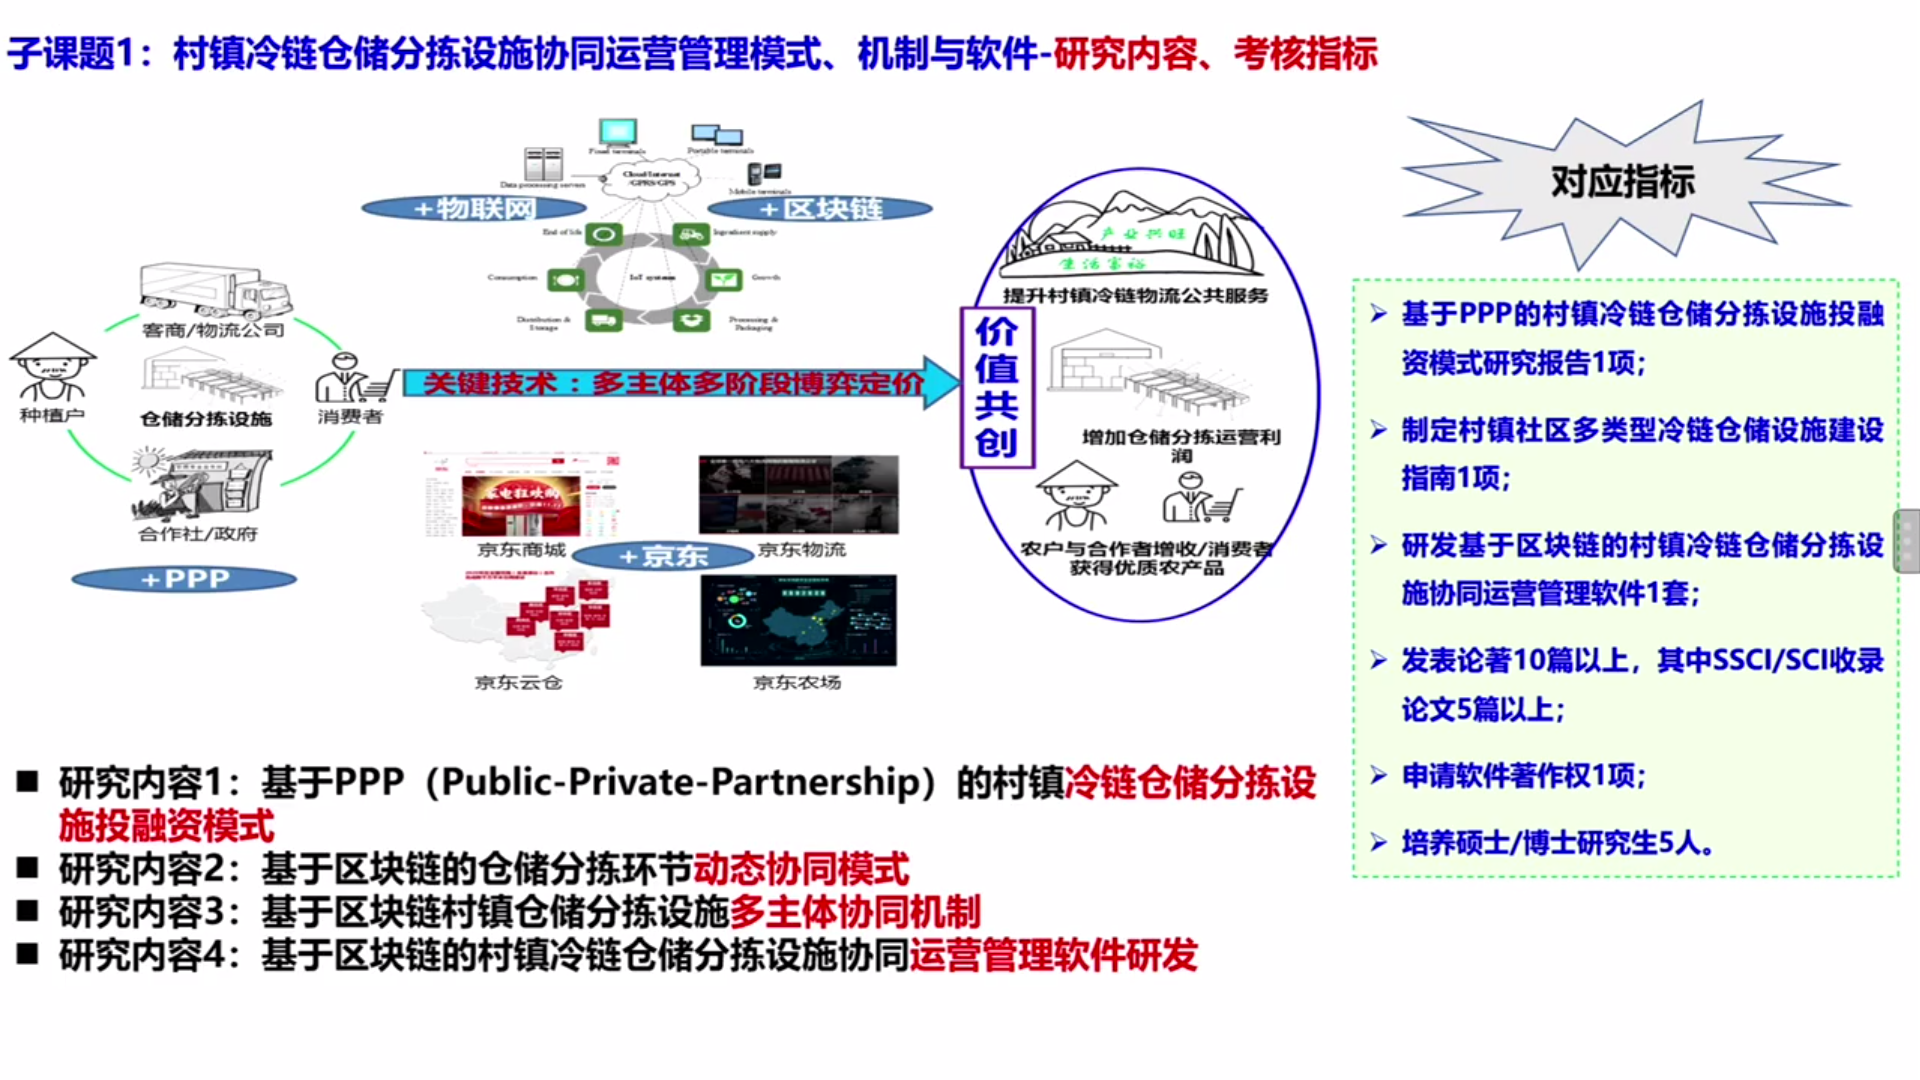 子课题1：村镇冷链仓储分拣设施协同运营管理模式、机制与软件-研究内容、考核指标
Fixed terminals
Portable terminals
Data processing servers
Cloud/Internet
/GPRS/GPS
Mobile terminals
+物联网
+区块链
End of life
Ingredient supply
Consumption
IoT systems
Growth
Distribution &
Storage
Processing &
Packaging
客商/物流公司
种植户
仓储分拣设施
消费者
合作社/政府
+PPP
关键技术：多主体多阶段博弈定价
家电狂欢购
京东商城
+京东
京东物流
京东云仓
京东农场
价值共创
产业兴旺
生活富裕
提升村镇冷链物流公共服务
增加仓储分拣运营利
润
农户与合作者增收/消费者
获得优质农产品
对应指标
➢ 基于PPP的村镇冷链仓储分拣设施投融
资模式研究报告1项；
➢ 制定村镇社区多类型冷链仓储设施建设
指南1项；
➢ 研发基于区块链的村镇冷链仓储分拣设
施协同运营管理软件1套；
➢ 发表论著10篇以上，其中SSCI/SCI收录
论文5篇以上；
➢ 申请软件著作权1项；
➢ 培养硕士/博士研究生5人。
■ 研究内容1：基于PPP（Public-Private-Partnership）的村镇冷链仓储分拣设
施投融资模式
■ 研究内容2：基于区块链的仓储分拣环节动态协同模式
■ 研究内容3：基于区块链村镇仓储分拣设施多主体协同机制
■ 研究内容4：基于区块链的村镇冷链仓储分拣设施协同运营管理软件研发